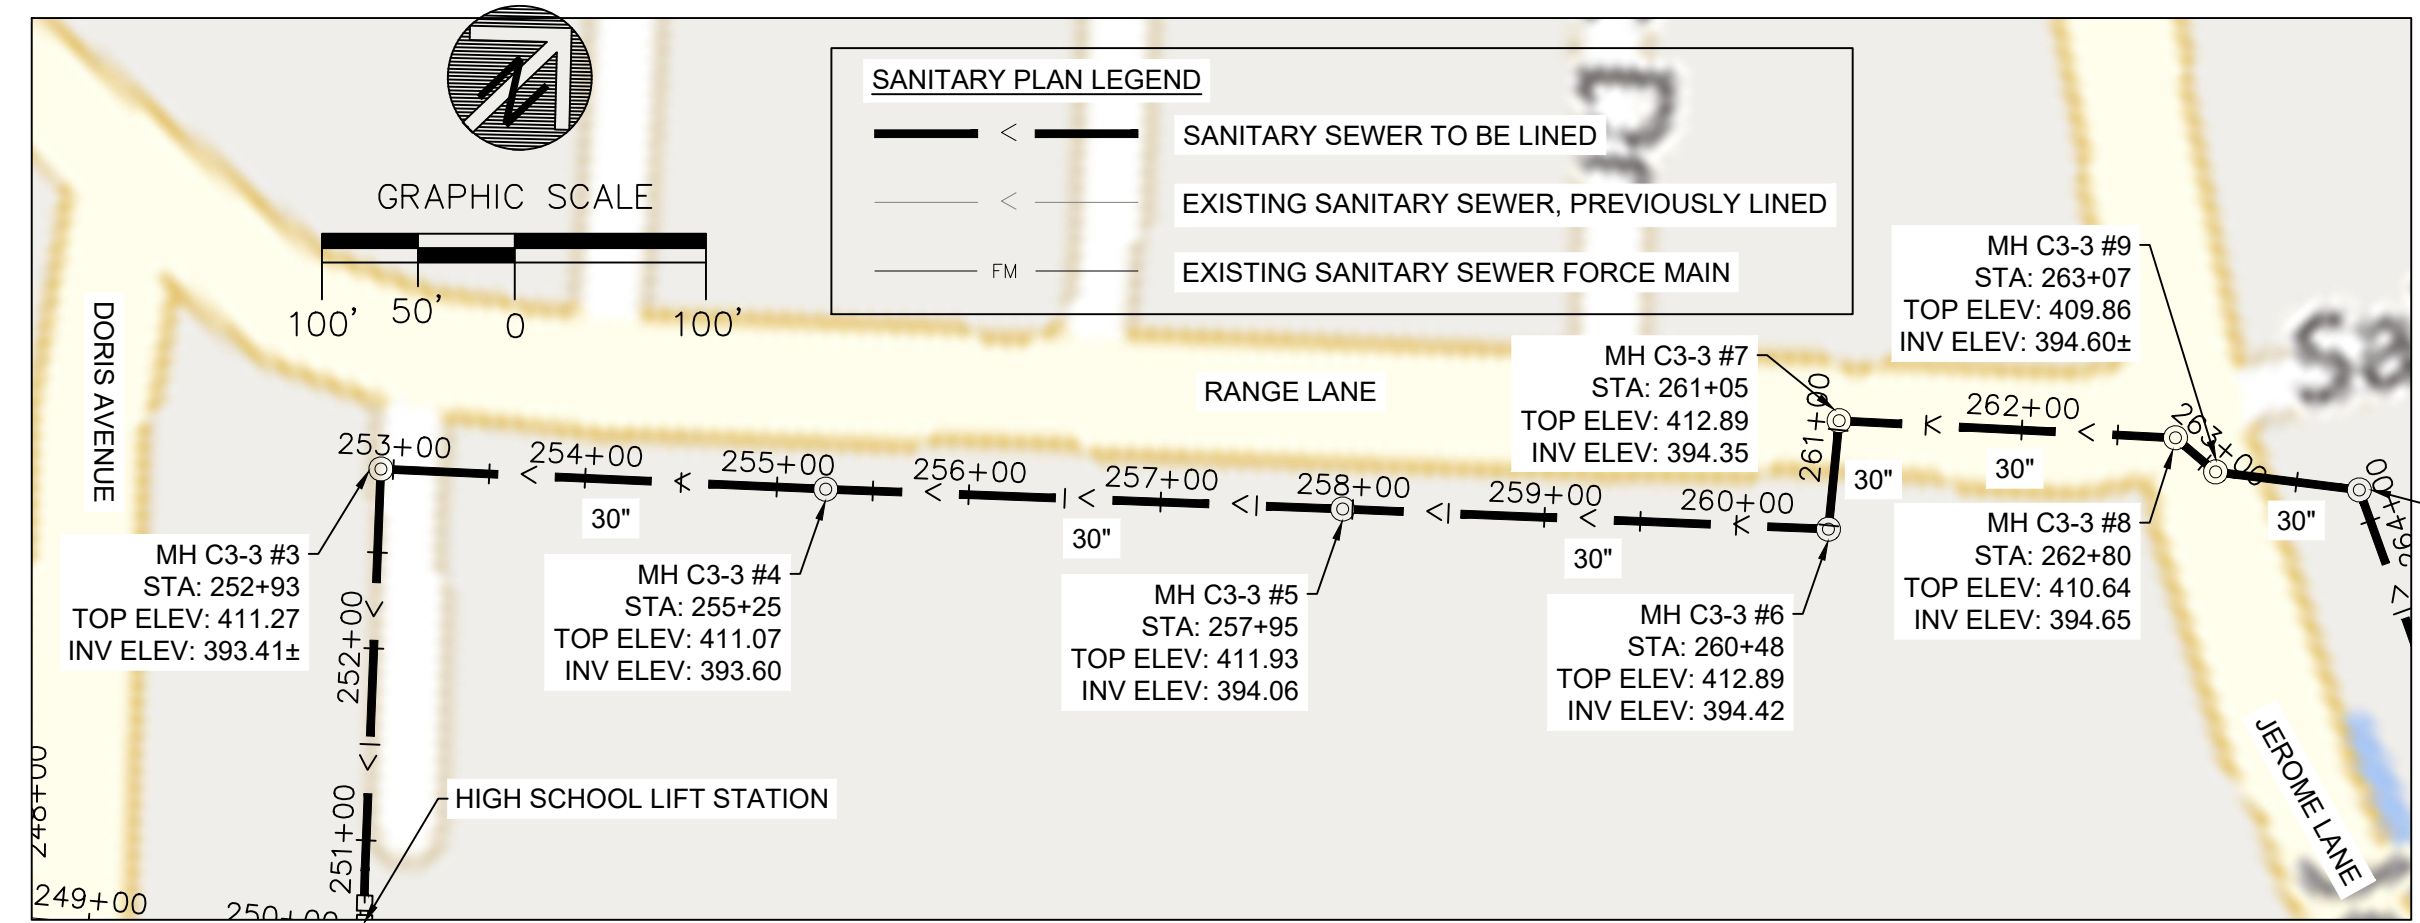 N
GRAPHIC SCALE
100' 50' 0 100'
SANITARY PLAN LEGEND
SANITARY SEWER TO BE LINED
EXISTING SANITARY SEWER, PREVIOUSLY LINED
FM
EXISTING SANITARY SEWER FORCE MAIN
DORIS AVENUE
RANGE LANE
JEROME LANE
Sa
MH C3-3 #9
STA: 263+07
TOP ELEV: 409.86
INV ELEV: 394.60±
MH C3-3 #7
STA: 261+05
TOP ELEV: 412.89
INV ELEV: 394.35
253+00
254+00
255+00
256+00
257+00
258+00
259+00
260+00
261+00
262+00
263+00
264+00
30"
30"
30"
30"
30"
30"
MH C3-3 #3
STA: 252+93
TOP ELEV: 411.27
INV ELEV: 393.41±
MH C3-3 #4
STA: 255+25
TOP ELEV: 411.07
INV ELEV: 393.60
MH C3-3 #5
STA: 257+95
TOP ELEV: 411.93
INV ELEV: 394.06
MH C3-3 #6
STA: 260+48
TOP ELEV: 412.89
INV ELEV: 394.42
MH C3-3 #8
STA: 262+80
TOP ELEV: 410.64
INV ELEV: 394.65
252+00
251+00
HIGH SCHOOL LIFT STATION
248+00
249+00
250+00